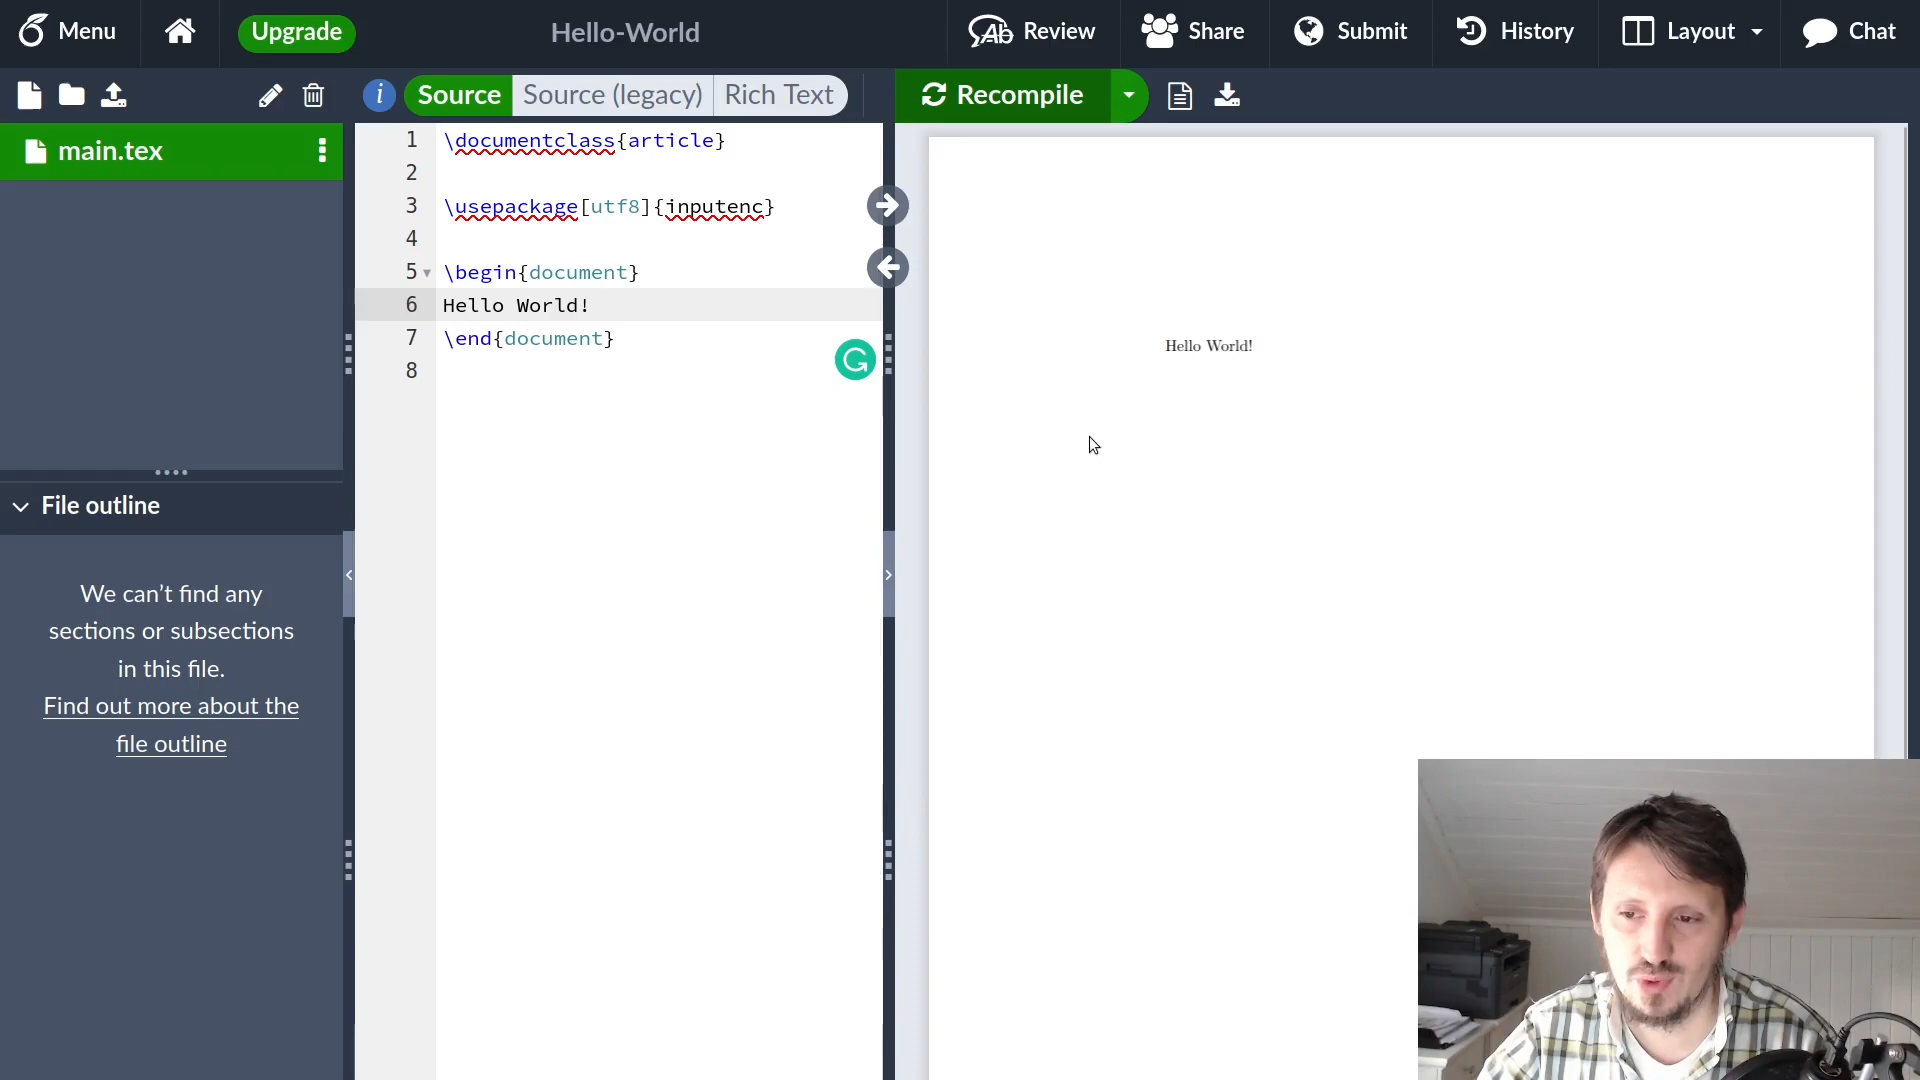 Menu
Upgrade
Hello-World
Review
Share
Submit
History
Layout
Chat
i
Source
Source (legacy)
Rich Text
Recompile
main.tex
1 \documentclass{article}
2
3 \usepackage[utf8]{inputenc}
4
5 \begin{document}
6 Hello World!
7 \end{document}
8
File outline
We can’t find any
sections or subsections
in this file.
Find out more about the
file outline
Hello World!